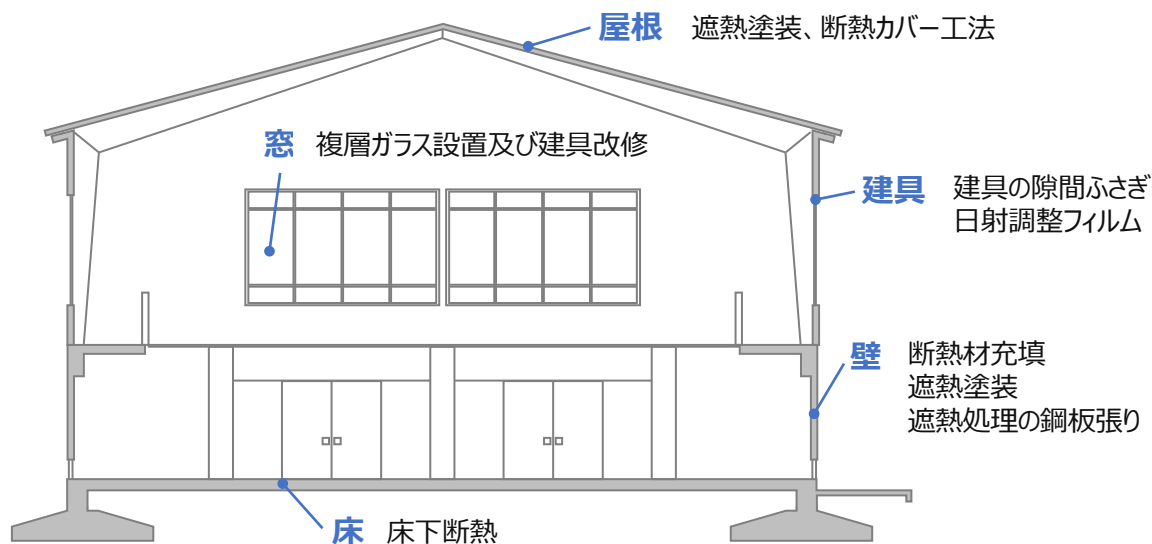 屋根 遮熱塗装、断熱カバー工法
窓 複層ガラス設置及び建具改修
建具 建具の隙間ふさぎ
日射調整フィルム
壁 断熱材充填
遮熱塗装
遮熱処理の鋼板張り
床 床下断熱